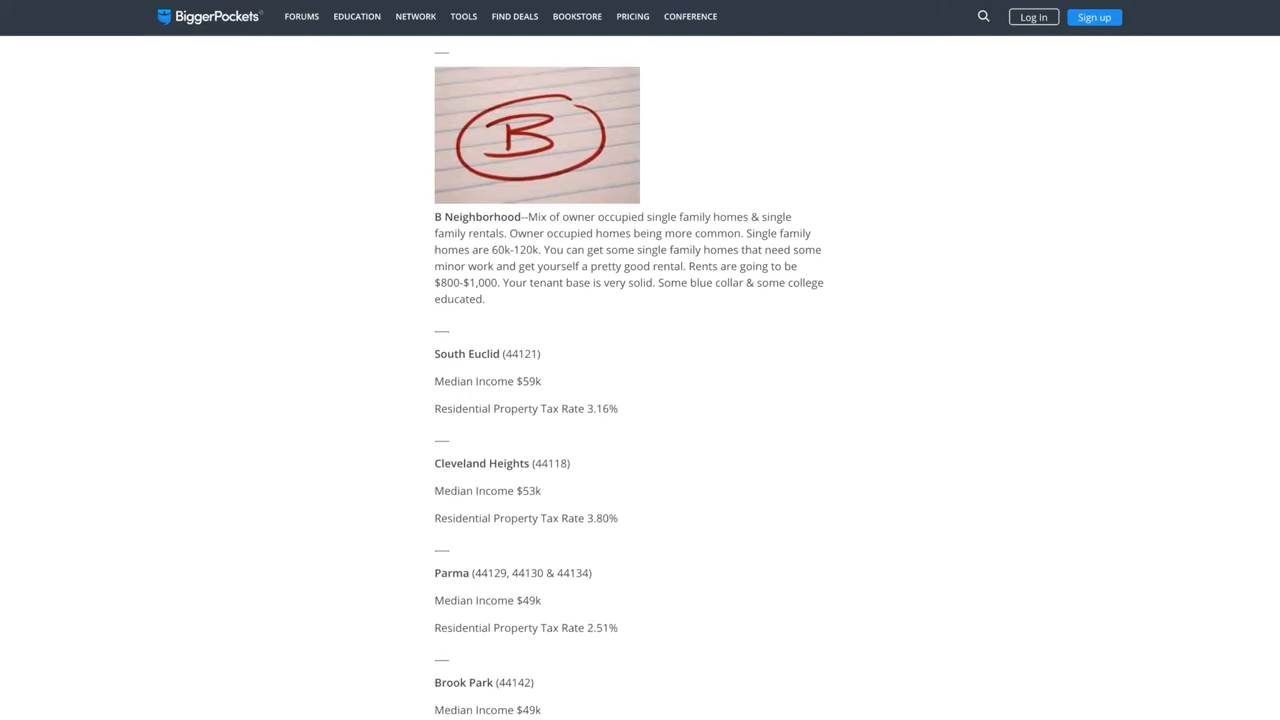 BiggerPockets®
FORUMS EDUCATION NETWORK TOOLS FIND DEALS BOOKSTORE PRICING CONFERENCE
Log In Sign up
B
B Neighborhood--Mix of owner occupied single family homes & single
family rentals. Owner occupied homes being more common. Single family
homes are 60k-120k. You can get some single family homes that need some
minor work and get yourself a pretty good rental. Rents are going to be
$800-$1,000. Your tenant base is very solid. Some blue collar & some college
educated.
South Euclid (44121)
Median Income $59k
Residential Property Tax Rate 3.16%
Cleveland Heights (44118)
Median Income $53k
Residential Property Tax Rate 3.80%
Parma (44129, 44130 & 44134)
Median Income $49k
Residential Property Tax Rate 2.51%
Brook Park (44142)
Median Income $49k